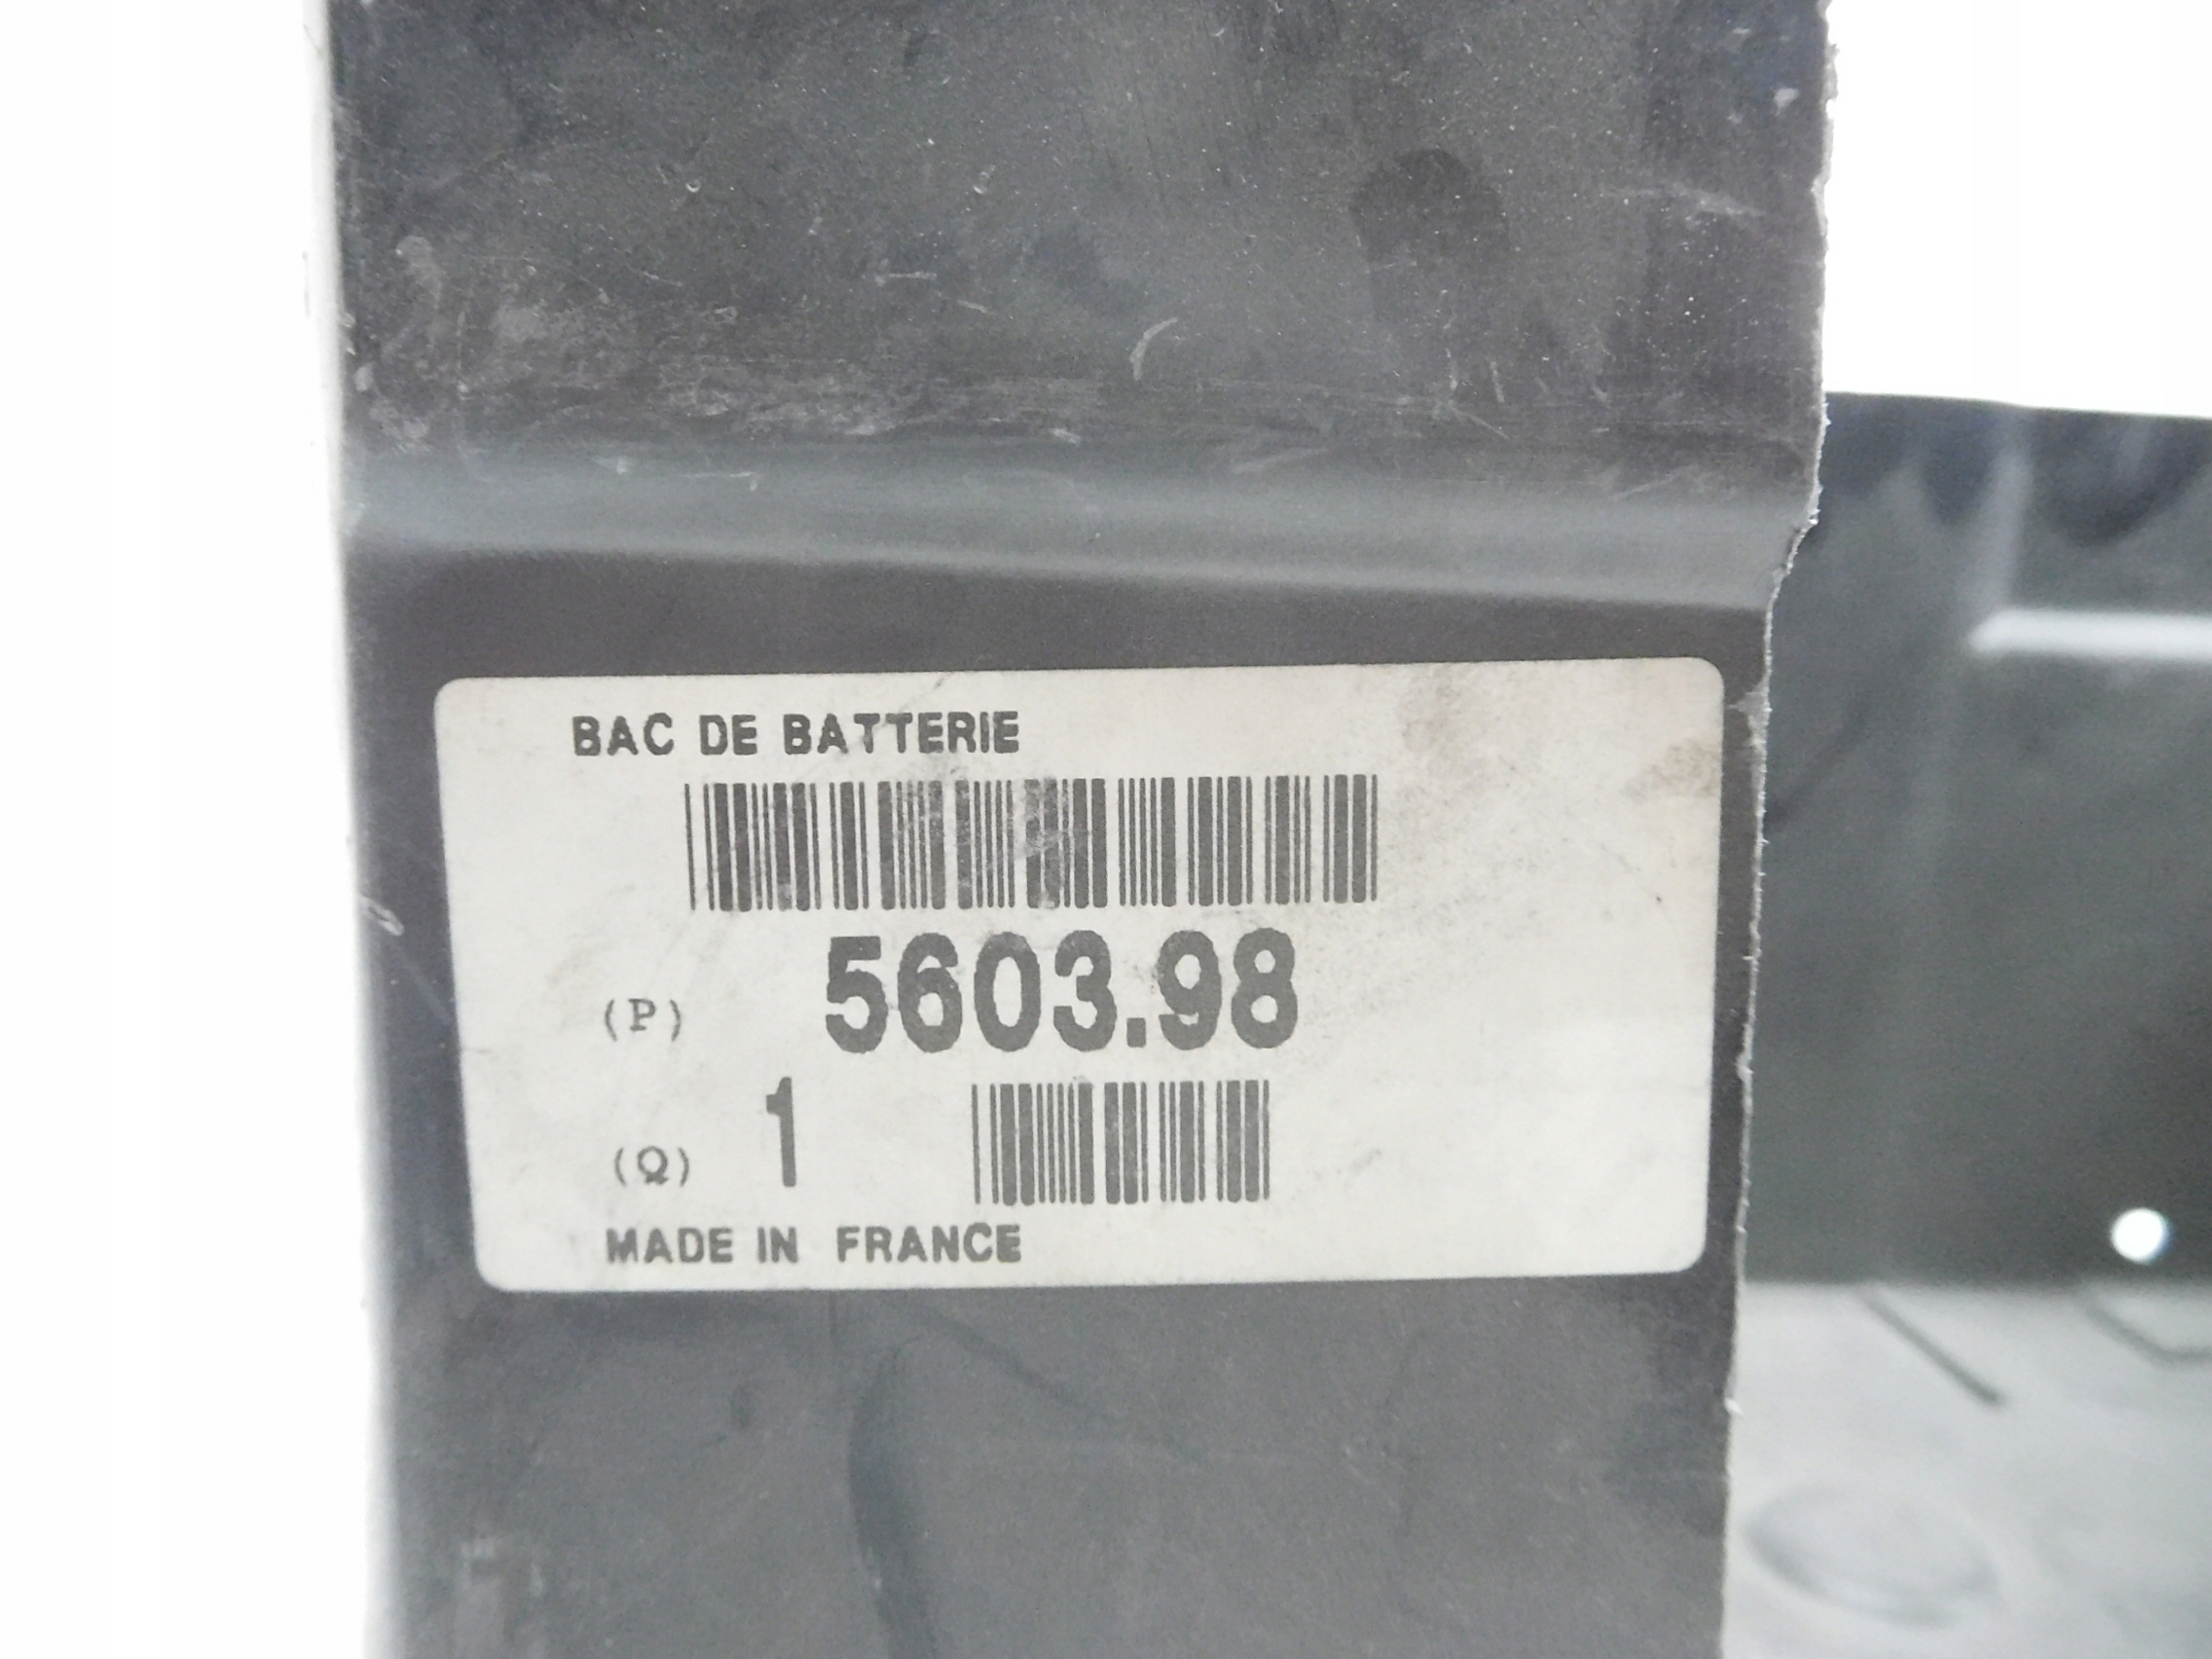 BAC DE BATTERIE
(P) 5603.98
(Q) 1
MADE IN FRANCE